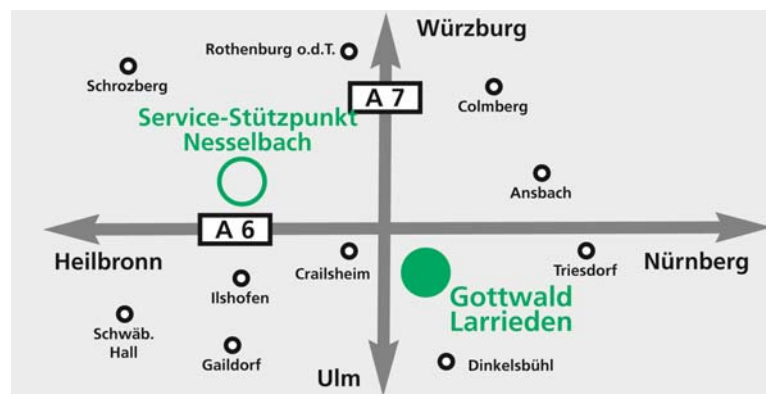 Würzburg
Rothenburg o.d.T.
Schrozberg
A 7
Colmberg
Service-Stützpunkt
Nesselbach
Ansbach
A 6
Heilbronn
Crailsheim
Triesdorf
Nürnberg
Ilshofen
Gottwald
Larrieden
Schwäb.
Hall
Gaildorf
Ulm
Dinkelsbühl